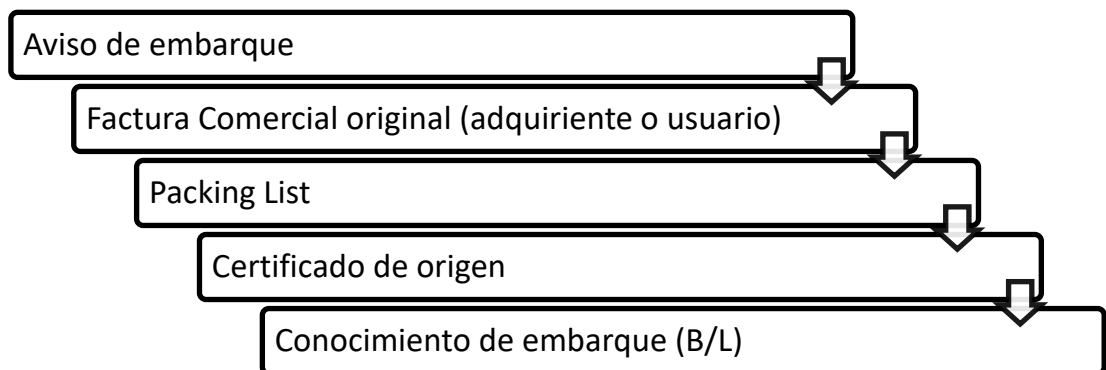 Aviso de embarque
Factura Comercial original (adquiriente o usuario)
Packing List
Certificado de origen
Conocimiento de embarque (B/L)